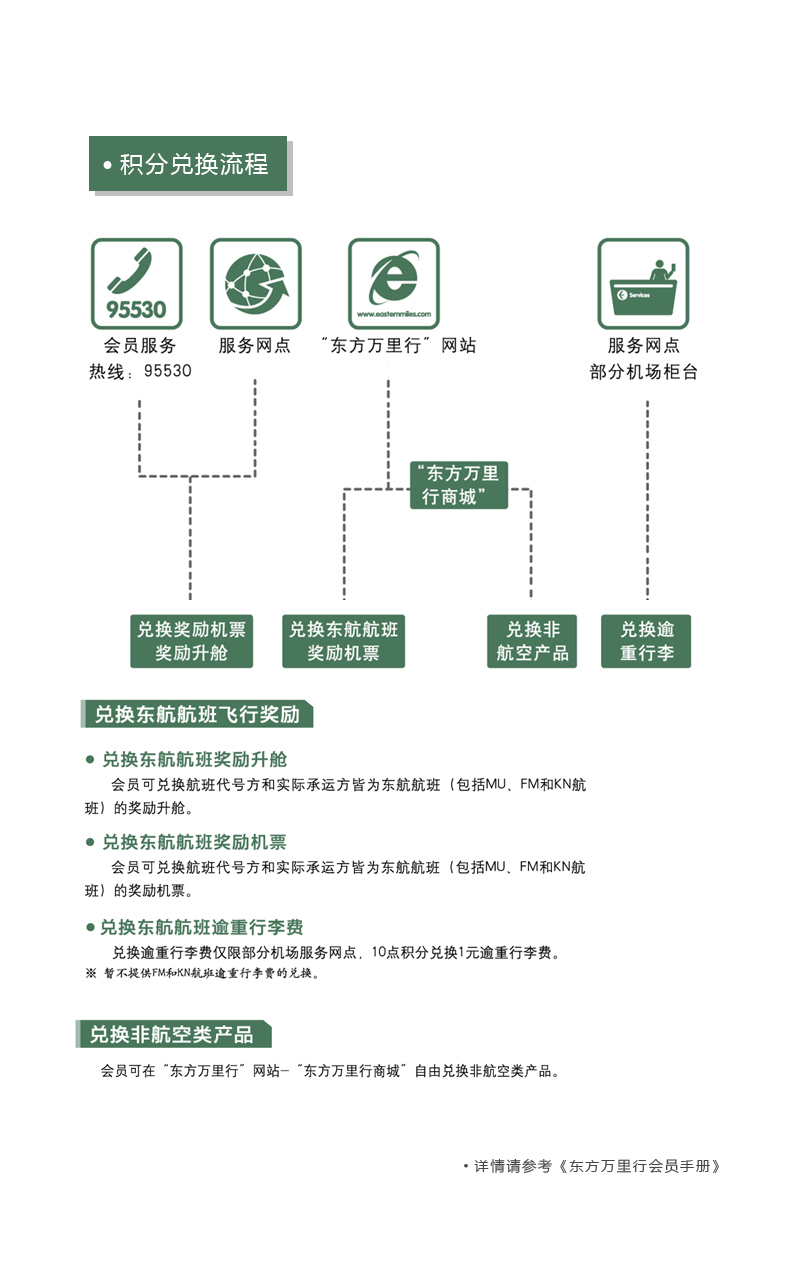 • 积分兑换流程
95530
www.easternmiles.com
Services
会员服务
热线：95530
服务网点
“东方万里行”网站
服务网点
部分机场柜台
“东方万里
行商城”
兑换奖励机票
奖励升舱
兑换东航航班
奖励机票
兑换非
航空产品
兑换逾
重行李
兑换东航航班飞行奖励
● 兑换东航航班奖励升舱
会员可兑换航班代号方和实际承运方皆为东航航班（包括MU、FM和KN航
班）的奖励升舱。
● 兑换东航航班奖励机票
会员可兑换航班代号方和实际承运方皆为东航航班（包括MU、FM和KN航
班）的奖励机票。
● 兑换东航航班逾重行李费
兑换逾重行李费仅限部分机场服务网点，10点积分兑换1元逾重行李费。
※ 暂不提供FM和KN航班逾重行李费的兑换。
兑换非航空类产品
会员可在“东方万里行”网站—“东方万里行商城”自由兑换非航空类产品。
• 详情请参考《东方万里行会员手册》